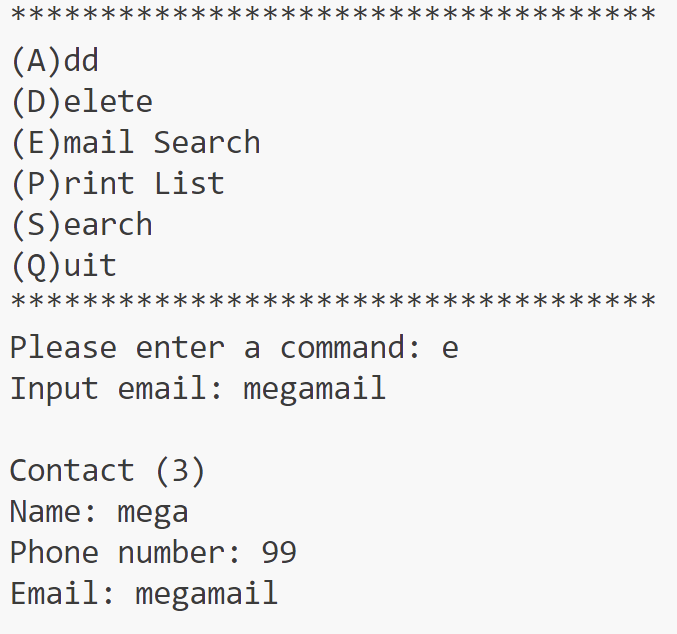 ************************************
(A)dd
(D)elete
(E)mail Search
(P)rint List
(S)earch
(Q)uit
************************************
Please enter a command: e
Input email: megamail
Contact (3)
Name: mega
Phone number: 99
Email: megamail